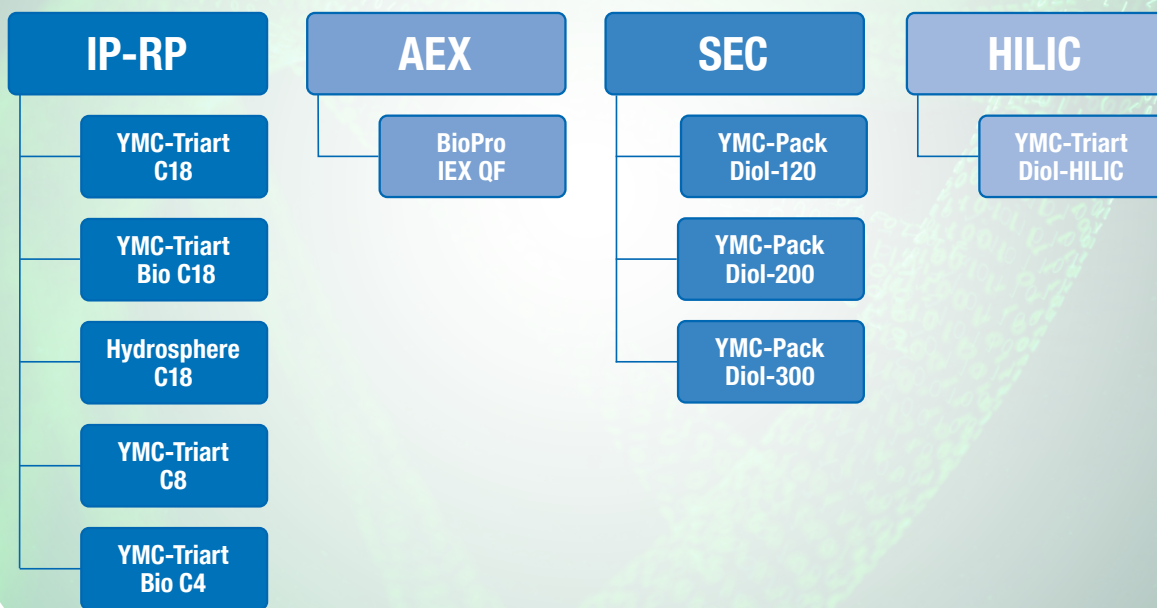 IP-RP
YMC-Triart
C18
YMC-Triart
Bio C18
Hydrosphere
C18
YMC-Triart
C8
YMC-Triart
Bio C4
AEX
BioPro
IEX QF
SEC
YMC-Pack
Diol-120
YMC-Pack
Diol-200
YMC-Pack
Diol-300
HILIC
YMC-Triart
Diol-HILIC